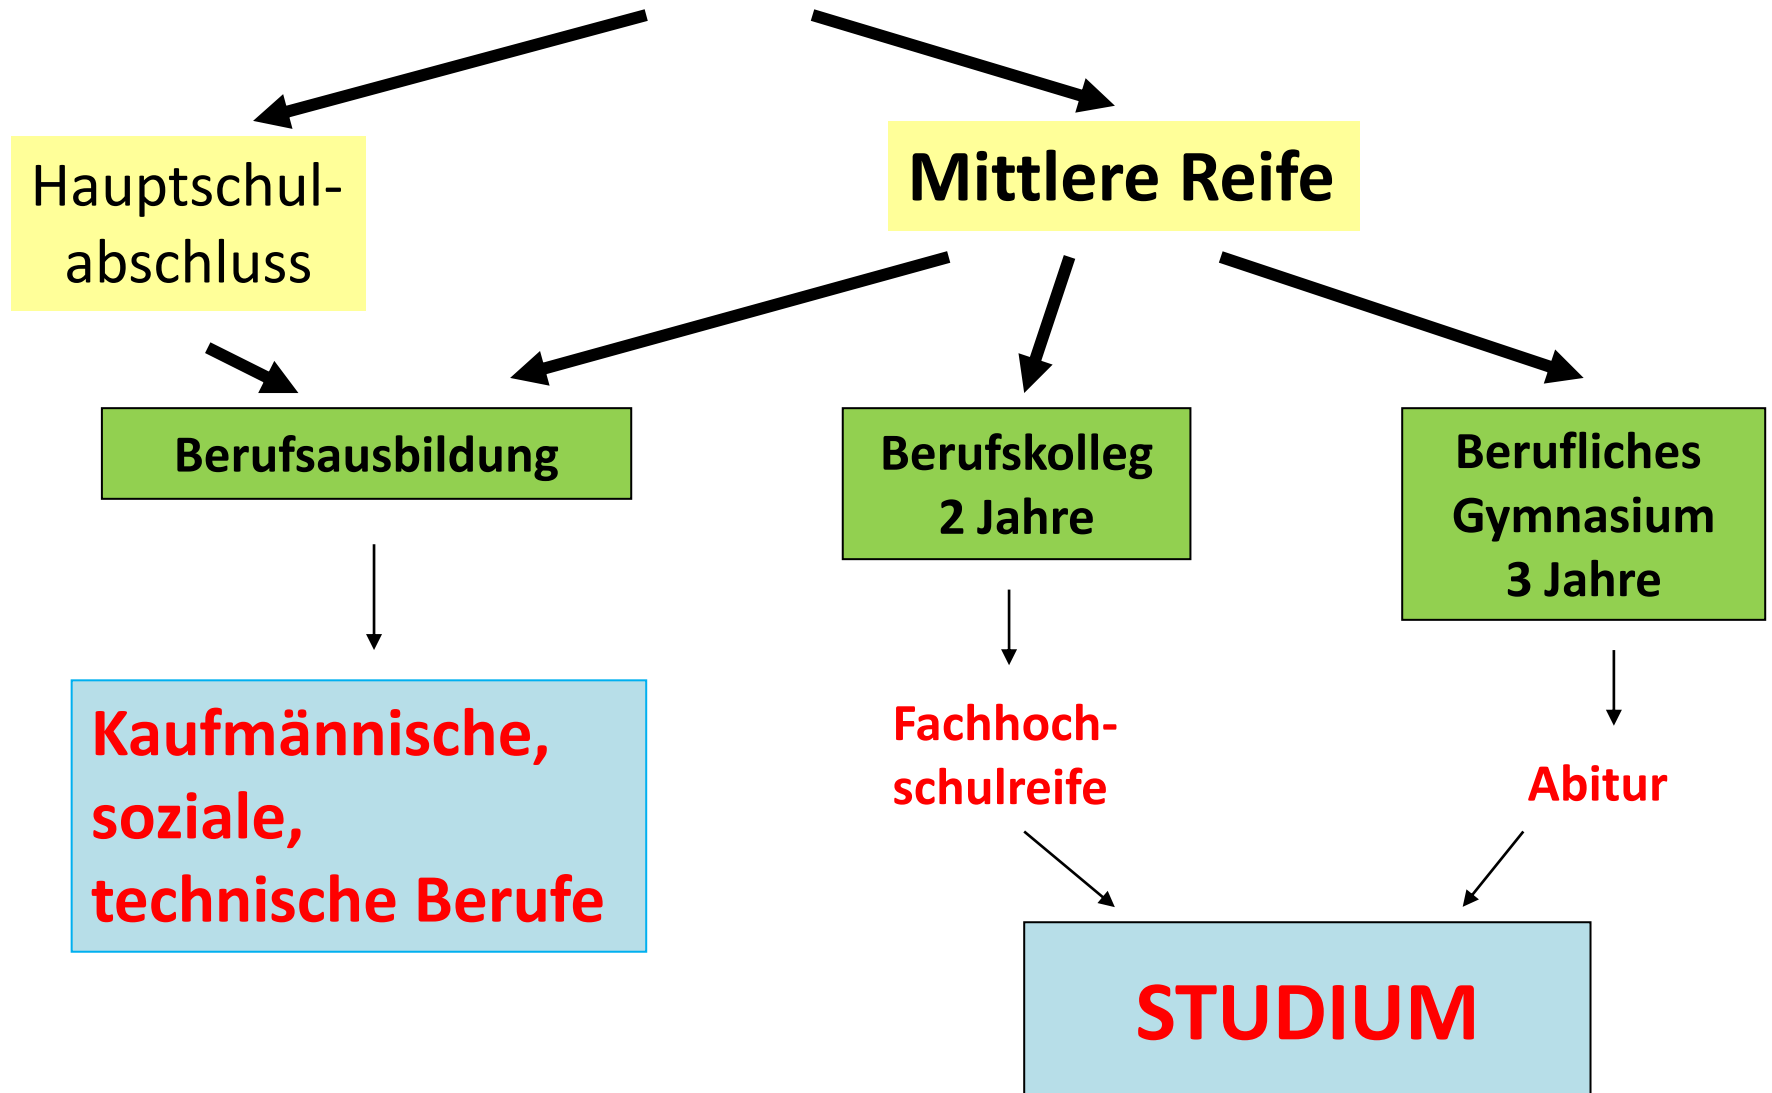 Hauptschul-
abschluss
Mittlere Reife
Berufsausbildung
Berufskolleg
2 Jahre
Berufliches
Gymnasium
3 Jahre
Kaufmännische,
soziale,
technische Berufe
Fachhoch-
schulreife
Abitur
STUDIUM